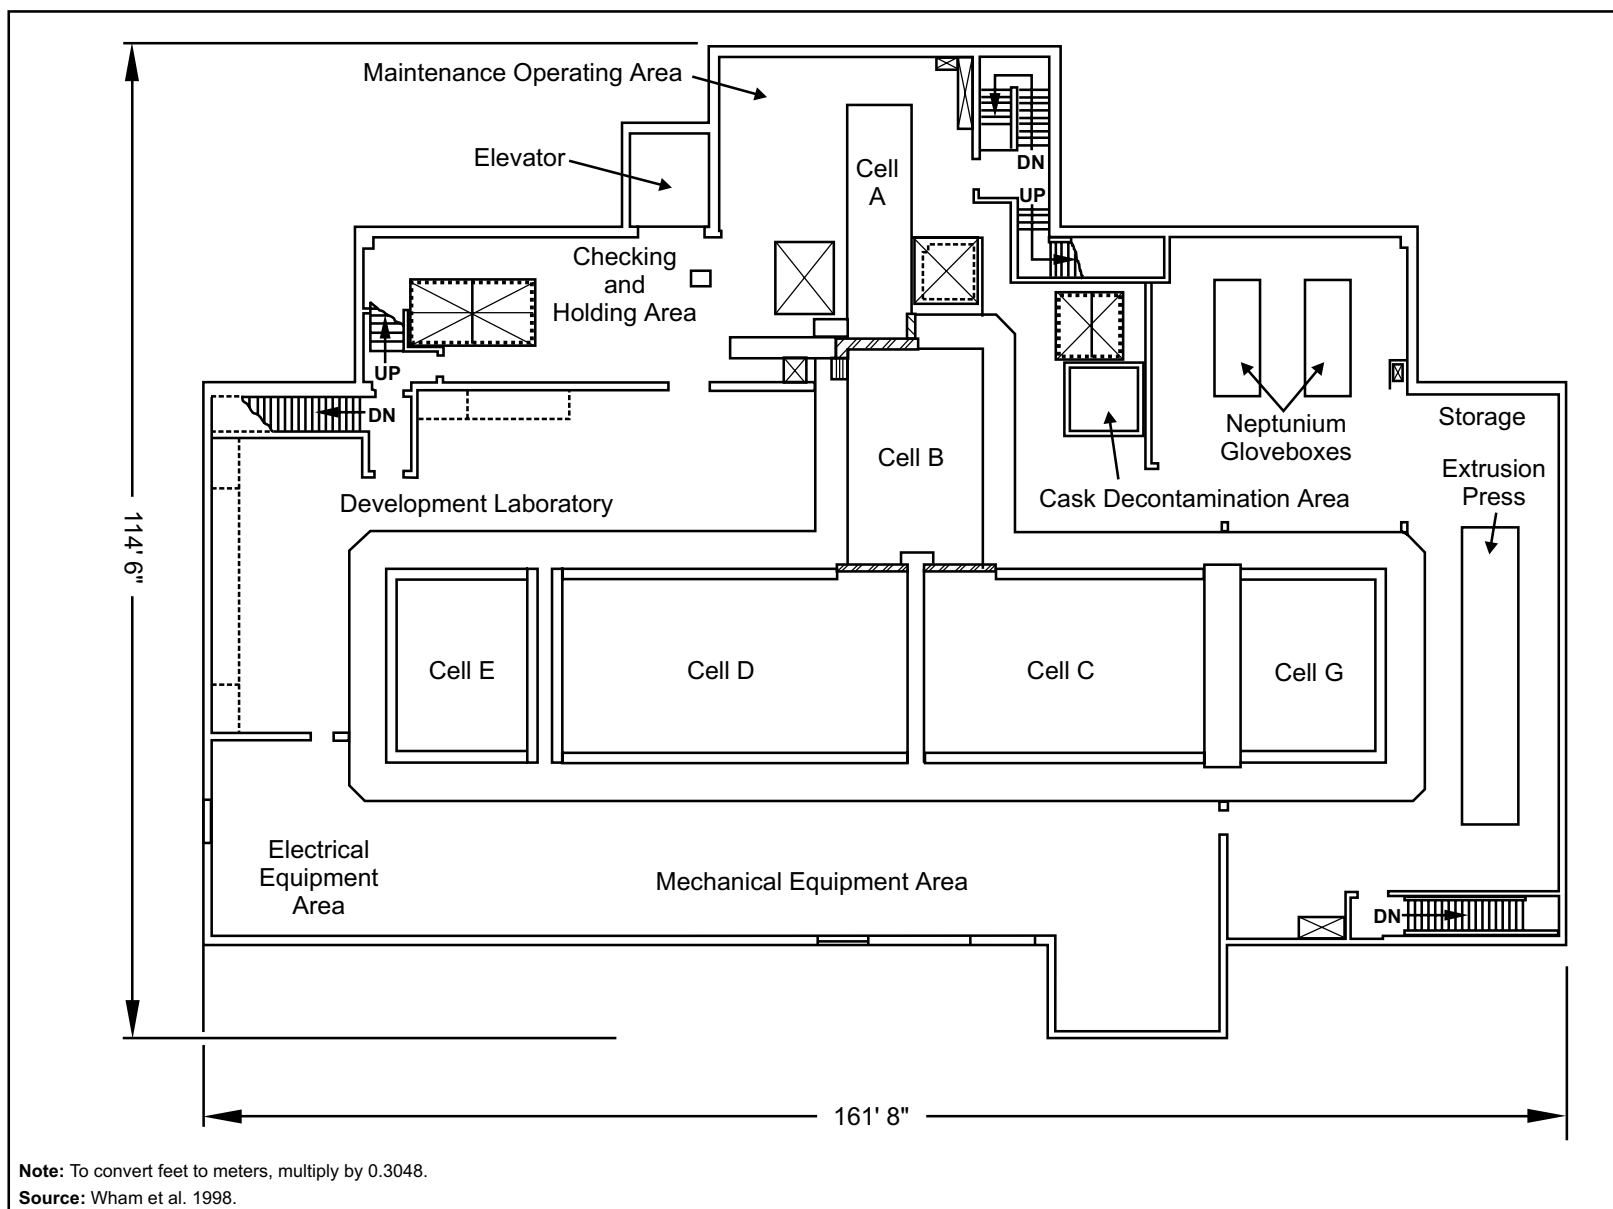 Maintenance Operating Area
Elevator
Cell
A
DN
UP
Checking
and
Holding Area
UP
DN
Neptunium
Gloveboxes
Storage
Extrusion
Press
Cell B
Cask Decontamination Area
Development Laboratory
114' 6"
Cell E
Cell D
Cell C
Cell G
Electrical
Equipment
Area
Mechanical Equipment Area
DN
161' 8"
Note: To convert feet to meters, multiply by 0.3048.
Source: Wham et al. 1998.